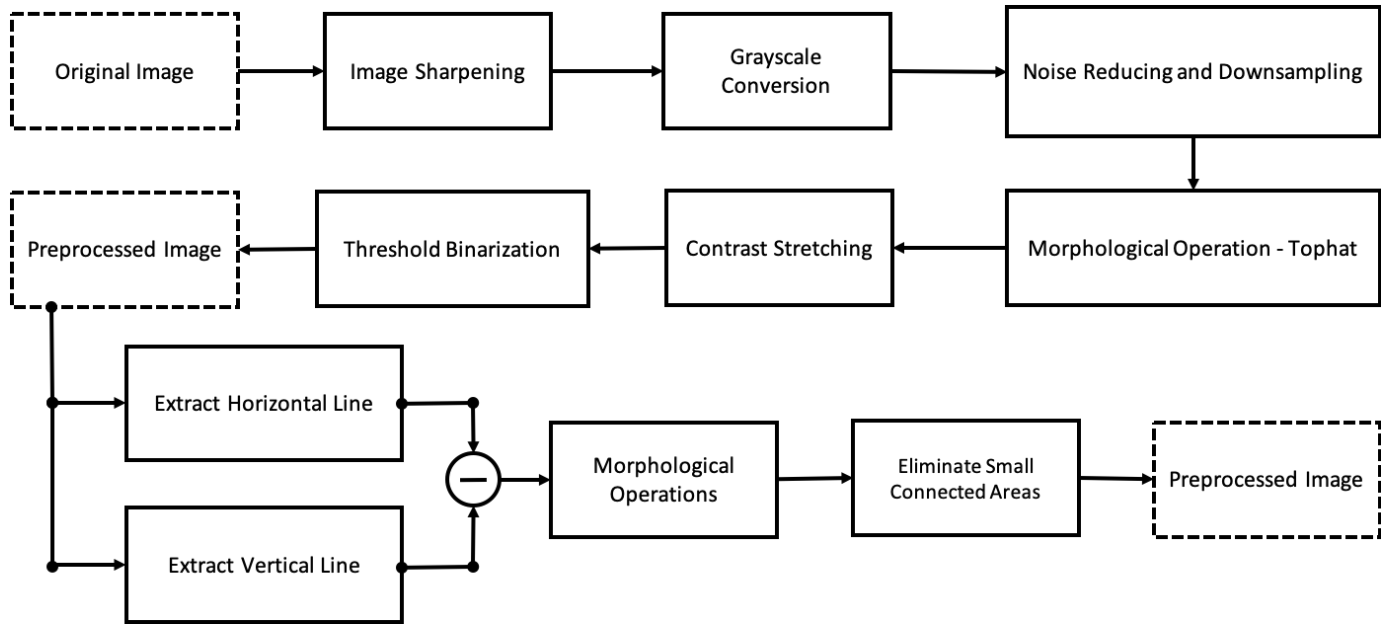 Original Image
Image Sharpening
Grayscale
Conversion
Noise Reducing and Downsampling
Preprocessed Image
Threshold Binarization
Contrast Stretching
Morphological Operation - Tophat
Extract Horizontal Line
Morphological
Operations
Eliminate Small
Connected Areas
Preprocessed Image
Extract Vertical Line